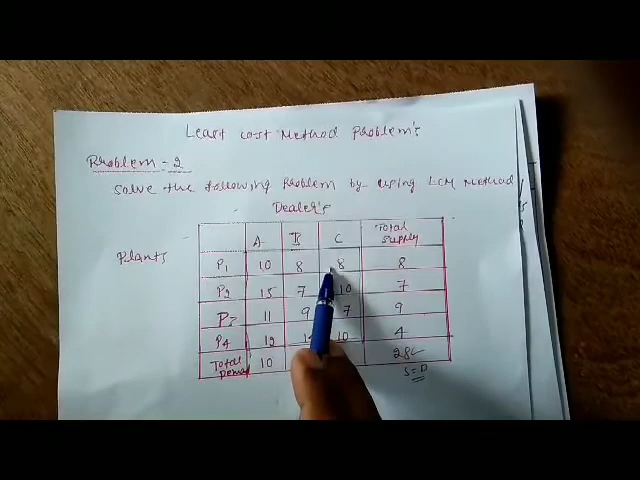 Least cost Method Problem's
Problem - 2
Solve the following Problem by using LCM Method
Dealer's
Plants
A B C Total Supply
P1 10 8 8 8
P2 15 7 10 7
P3 11 9 7 9
P4 12 10 4
Total 10 28
S=D